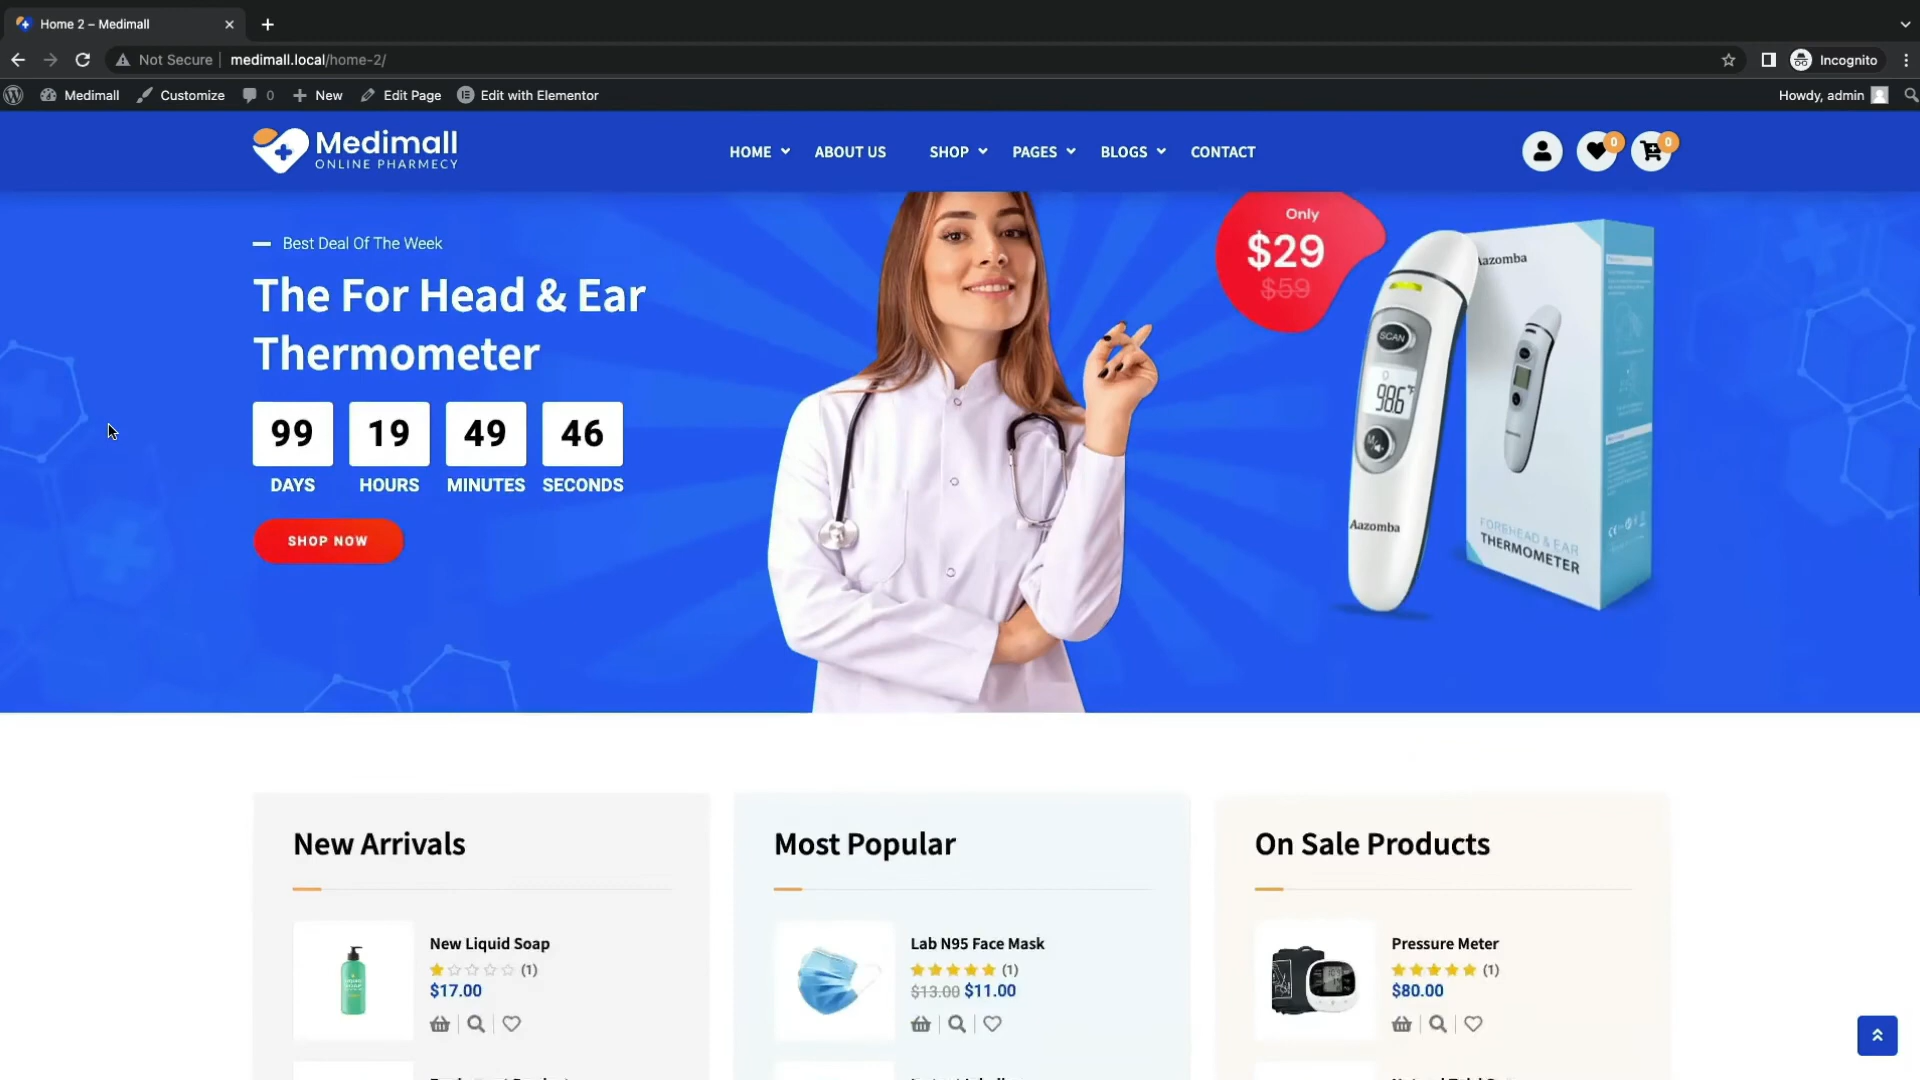 Home 2 – Medimall
Not Secure medimall.local/home-2/ Incognito
Medimall Customize 0 New Edit Page Edit with Elementor Howdy, admin
Medimall
ONLINE PHARMECY
HOME ABOUT US SHOP PAGES BLOGS CONTACT 0 0
Best Deal Of The Week
The For Head & Ear
Thermometer
99 19 49 46
DAYS HOURS MINUTES SECONDS
SHOP NOW
Only
$29
$59
Aazomba
SCAN
98.6 °F
M
Aazomba
FOREHEAD & EAR
THERMOMETER
New Arrivals
New Liquid Soap
(1)
$17.00
Most Popular
Lab N95 Face Mask
(1)
$13.00 $11.00
On Sale Products
Pressure Meter
(1)
$80.00